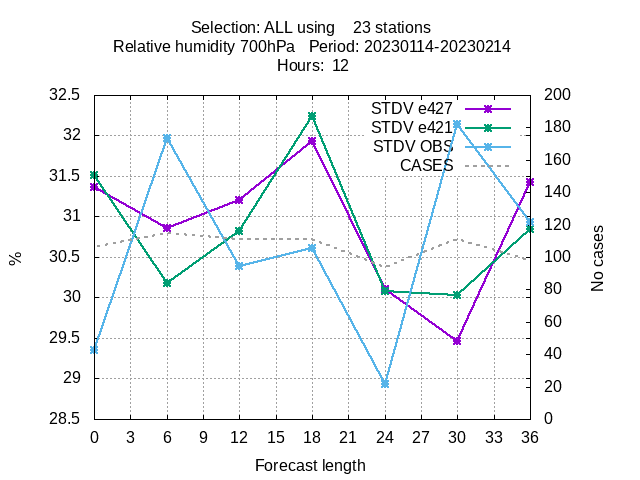 Selection: ALL using    23 stations
Relative humidity 700hPa   Period: 20230114-20230214
Hours:  12
32.5
32
31.5
31
30.5
30
29.5
29
28.5
%
200
180
160
140
120
100
80
60
40
20
0
No cases
STDV e427
STDV e421
STDV OBS
CASES
0 3 6 9 12 15 18 21 24 27 30 33 36
Forecast length